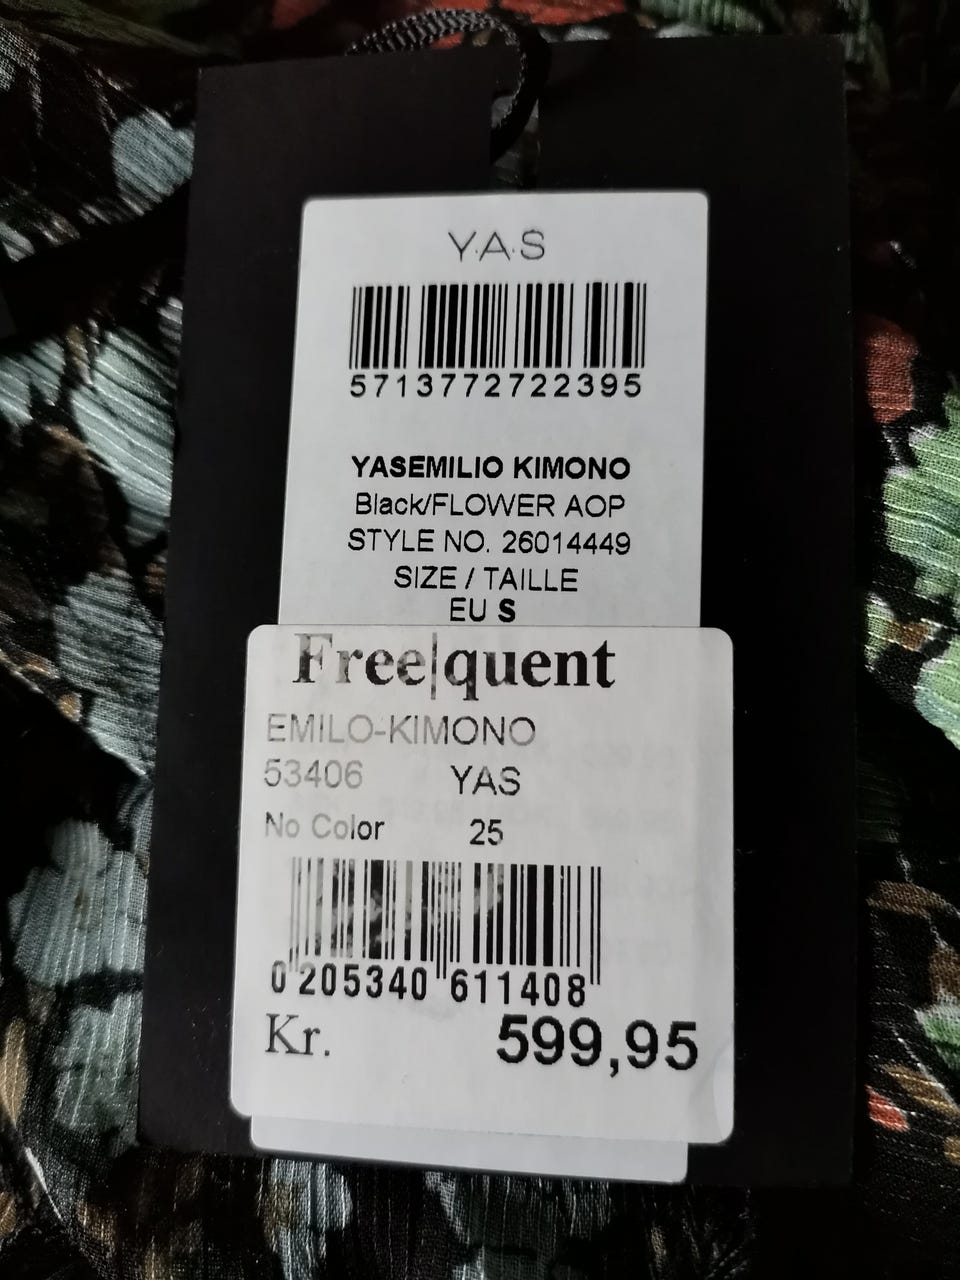 Y.A.S
5713772722395
YASEMILIO KIMONO
Black/FLOWER AOP
STYLE NO. 26014449
SIZE / TAILLE
EU S
Free|quent
EMILO-KIMONO
53406 YAS
No Color 25
0 205340 611408
Kr. 599,95